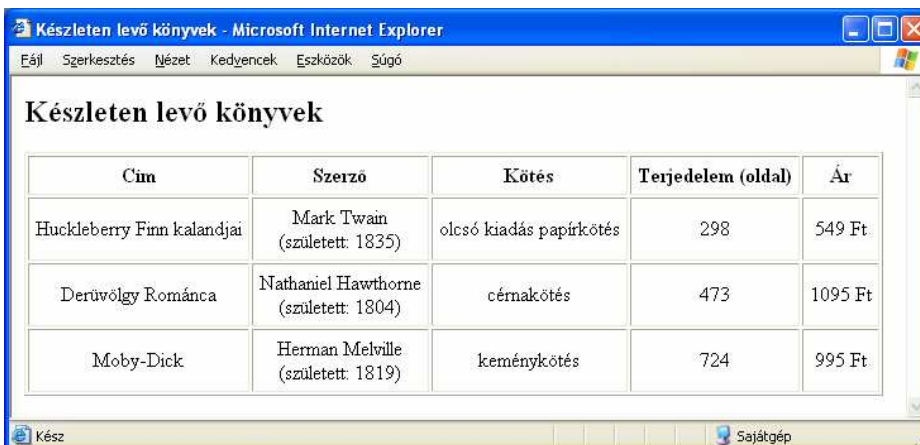 Készleten levő könyvek - Microsoft Internet Explorer
Fájl Szerkesztés Nézet Kedvencek Eszközök Súgó
Készleten levő könyvek
Cím Szerző Kötés Terjedelem (oldal) Ár
Huckleberry Finn kalandjai Mark Twain (született: 1835) olcsó kiadás papírkötés 298 549 Ft
Derüvölgy Románca Nathaniel Hawthorne (született: 1804) cérnakötés 473 1095 Ft
Moby-Dick Herman Melville (született: 1819) keménykötés 724 995 Ft
Kész Sajátgép